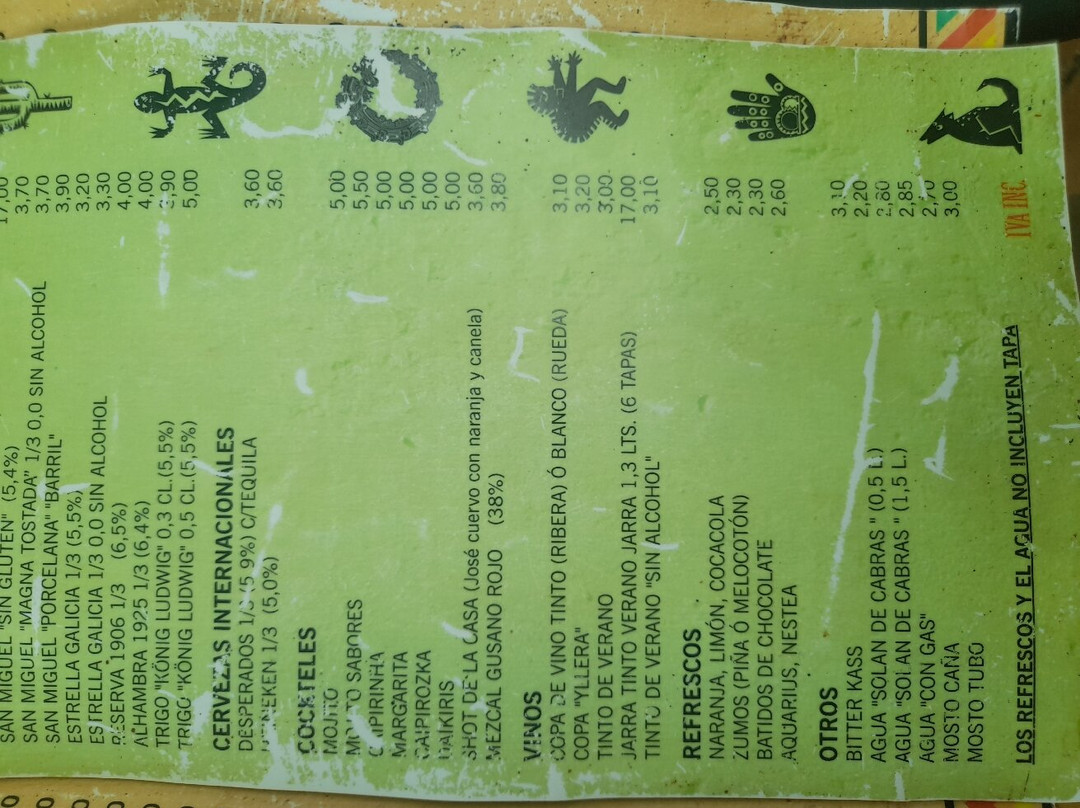 17,00
SAN MIGUEL "SIN GLUTEN" (5,4%) 3,70
SAN MIGUEL "MAGNA TOSTADA" 1/3 0,0 SIN ALCOHOL 3,70
SAN MIGUEL "PORCELANA" "BARRIL" 3,90
ESTRELLA GALICIA 1/3 (5,5%) 3,20
ESTRELLA GALICIA 1/3 0,0 SIN ALCOHOL 3,30
RESERVA 1906 1/3 (6,5%) 4,00
ALHAMBRA 1925 1/3 (6,4%) 4,00
TRIGO "KÖNIG LUDWIG" 0,3 CL.(5,5%) 2,90
TRIGO "KÖNIG LUDWIG" 0,5 CL.(5,5%) 5,00
CERVEZAS INTERNACIONALES
DESPERADOS 1/3 (5,9%) C/TEQUILA 3,60
HEINEKEN 1/3 (5,0%) 3,60
COCKTELES
MOJITO 5,00
MOJITO SABORES 5,50
CAIPIRINHA 5,00
MARGARITA 5,00
CAIPIROZKA 5,00
DAIKIRIS 5,00
SHOT DE LA CASA (José cuervo con naranja y canela) 3,60
MEZCAL GUSANO ROJO (38%) 3,80
VINOS
COPA DE VINO TINTO (RIBERA) Ó BLANCO (RUEDA) 3,10
COPA "YLLERA" 3,20
TINTO DE VERANO 3,00
JARRA TINTO VERANO JARRA 1,3 LTS. (6 TAPAS) 17,00
TINTO DE VERANO "SIN ALCOHOL" 3,10
REFRESCOS
NARANJA, LIMÓN, COCACOLA 2,50
ZUMOS (PIÑA Ó MELOCOTÓN) 2,30
BATIDOS DE CHOCOLATE 2,30
AQUARIUS, NESTEA 2,60
OTROS
BITTER KASS 3,10
AGUA "SOLAN DE CABRAS " (0,5 L.) 2,20
AGUA "SOLAN DE CABRAS " (1,5 L.) 2,80
AGUA "CON GAS" 2,85
MOSTO CAÑA 2,70
MOSTO TUBO 3,00
LOS REFRESCOS Y EL AGUA NO INCLUYEN TAPA IVA INC.